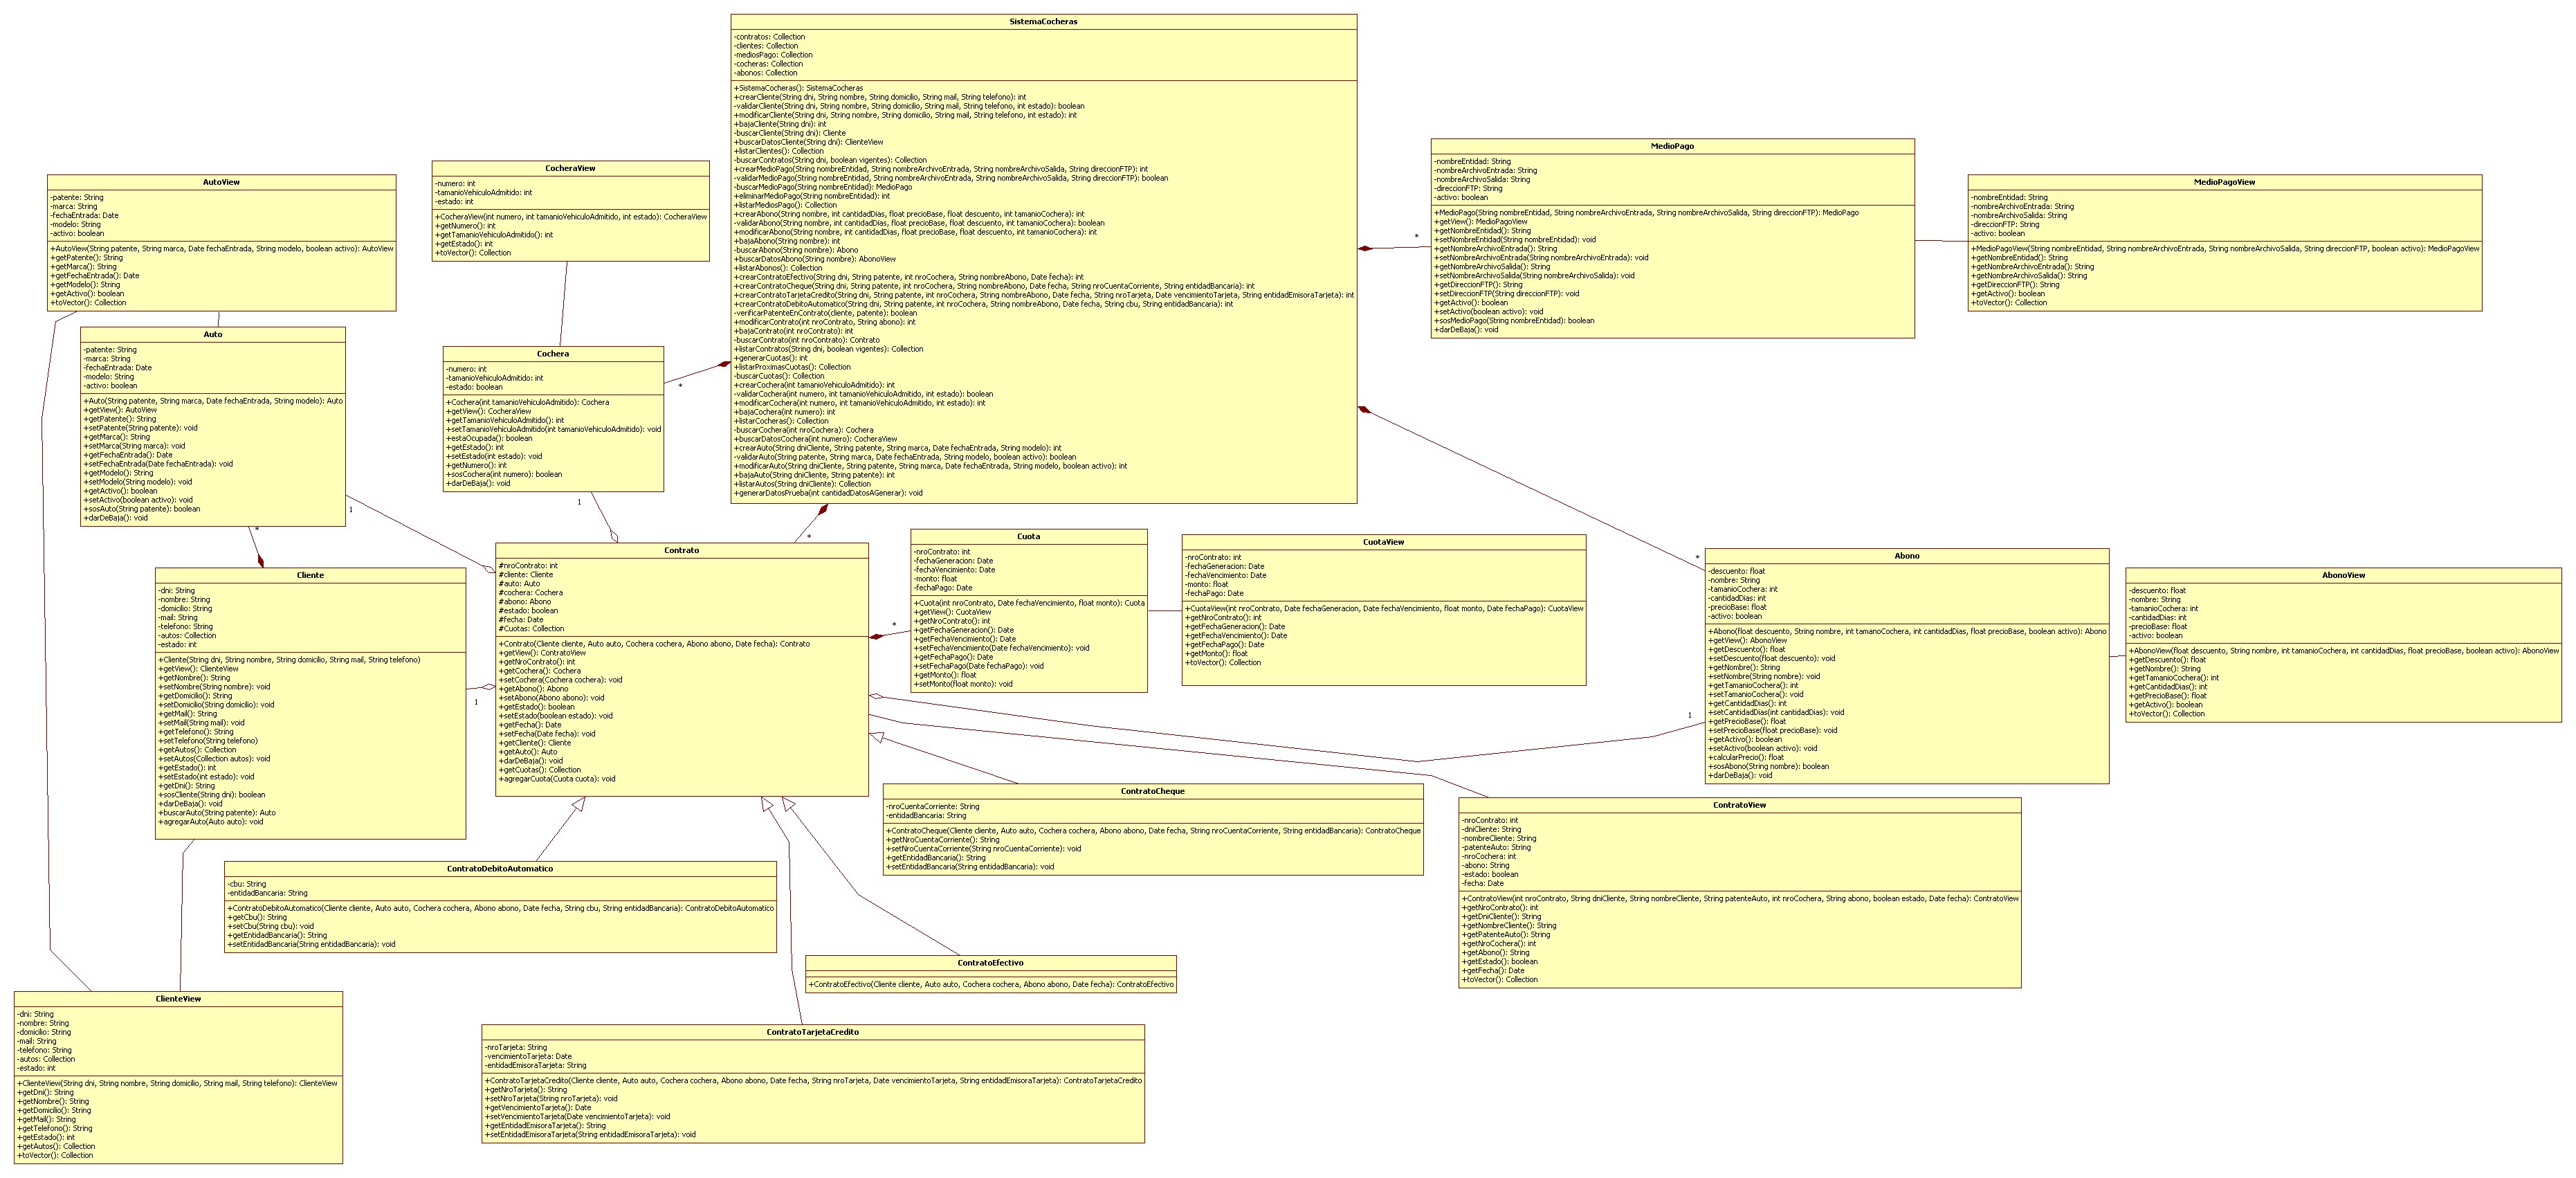 SistemaCocheras
-contratos: Collection
-clientes: Collection
-mediosPago: Collection
-cocheras: Collection
-abonos: Collection
+SistemaCocheras(): SistemaCocheras
+crearCliente(String dni, String nombre, String domicilio, String mail, String telefono): int
-validarCliente(String dni, String nombre, String domicilio, String mail, String telefono, int estado): boolean
+modificarCliente(String dni, String nombre, String domicilio, String mail, String telefono, int estado): int
+bajaCliente(String dni): int
-buscarCliente(String dni): Cliente
+buscarDatosCliente(String dni): ClienteView
+listarClientes(): Collection
-buscarContratos(String dni, boolean vigentes): Collection
+crearMedioPago(String nombreEntidad, String nombreArchivoEntrada, String nombreArchivoSalida, String direccionFTP): int
-validarMedioPago(String nombreEntidad, String nombreArchivoEntrada, String nombreArchivoSalida, String direccionFTP): boolean
-buscarMedioPago(String nombreEntidad): MedioPago
+eliminarMedioPago(String nombreEntidad): int
+listarMediosPago(): Collection
+crearAbono(String nombre, int cantidadDias, float precioBase, float descuento, int tamanioCochera): int
-validarAbono(String nombre, int cantidadDias, float precioBase, float descuento, int tamanioCochera): boolean
+modificarAbono(String nombre, int cantidadDias, float precioBase, float descuento, int tamanioCochera): int
+bajaAbono(String nombre): int
-buscarAbono(String nombre): Abono
+buscarDatosAbono(String nombre): AbonoView
+listarAbonos(): Collection
+crearContratoEfectivo(String dni, String patente, int nroCochera, String nombreAbono, Date fecha): int
+crearContratoCheque(String dni, String patente, int nroCochera, String nombreAbono, Date fecha, String nroCuentaCorriente, String entidadBancaria): int
+crearContratoTarjetaCredito(String dni, String patente, int nroCochera, String nombreAbono, Date fecha, String nroTarjeta, Date vencimientoTarjeta, String entidadEmisoraTarjeta): int
+crearContratoDebitoAutomatico(String dni, String patente, int nroCochera, String nombreAbono, Date fecha, String cbu, String entidadBancaria): int
-verificarPatenteEnContrato(cliente, patente): boolean
+modificarContrato(int nroContrato, String abono): int
+bajaContrato(int nroContrato): int
-buscarContrato(int nroContrato): Contrato
+listarContratos(String dni, boolean vigentes): Collection
+generarCuotas(): int
+listarProximasCuotas(): Collection
-buscarCuotas(): Collection
+crearCochera(int tamanioVehiculoAdmitido): int
-validarCochera(int numero, int tamanioVehiculoAdmitido, int estado): boolean
+modificarCochera(int numero, int tamanioVehiculoAdmitido, int estado): int
+bajaCochera(int numero): int
+listarCocheras(): Collection
-buscarCochera(int nroCochera): Cochera
+buscarDatosCochera(int numero): CocheraView
+crearAuto(String dniCliente, String patente, String marca, Date fechaEntrada, String modelo): int
-validarAuto(String patente, String marca, Date fechaEntrada, String modelo, boolean activo): boolean
+modificarAuto(String dniCliente, String patente, String marca, Date fechaEntrada, String modelo, boolean activo): int
+bajaAuto(String dniCliente, String patente): int
+listarAutos(String dniCliente): Collection
+generarDatosPrueba(int cantidadDatosAGenerar): void
MedioPago
-nombreEntidad: String
-nombreArchivoEntrada: String
-nombreArchivoSalida: String
-direccionFTP: String
-activo: boolean
+MedioPago(String nombreEntidad, String nombreArchivoEntrada, String nombreArchivoSalida, String direccionFTP): MedioPago
+getView(): MedioPagoView
+getNombreEntidad(): String
+setNombreEntidad(String nombreEntidad): void
+getNombreArchivoEntrada(): String
+setNombreArchivoEntrada(String nombreArchivoEntrada): void
+getNombreArchivoSalida(): String
+setNombreArchivoSalida(String nombreArchivoSalida): void
+getDireccionFTP(): String
+setDireccionFTP(String direccionFTP): void
+getActivo(): boolean
+setActivo(boolean activo): void
+sosMedioPago(String nombreEntidad): boolean
+darDeBaja(): void
MedioPagoView
-nombreEntidad: String
-nombreArchivoEntrada: String
-nombreArchivoSalida: String
-direccionFTP: String
-activo: boolean
+MedioPagoView(String nombreEntidad, String nombreArchivoEntrada, String nombreArchivoSalida, String direccionFTP, boolean activo): MedioPagoView
+getNombreEntidad(): String
+getNombreArchivoEntrada(): String
+getNombreArchivoSalida(): String
+getDireccionFTP(): String
+getActivo(): boolean
+toVector(): Collection
CocheraView
-numero: int
-tamanioVehiculoAdmitido: int
-estado: int
+CocheraView(int numero, int tamanioVehiculoAdmitido, int estado): CocheraView
+getNumero(): int
+getTamanioVehiculoAdmitido(): int
+getEstado(): int
+toVector(): Collection
AutoView
-patente: String
-marca: String
-fechaEntrada: Date
-modelo: String
-activo: boolean
+AutoView(String patente, String marca, Date fechaEntrada, String modelo, boolean activo): AutoView
+getPatente(): String
+getMarca(): String
+getFechaEntrada(): Date
+getModelo(): String
+getActivo(): boolean
+toVector(): Collection
Auto
-patente: String
-marca: String
-fechaEntrada: Date
-modelo: String
-activo: boolean
+Auto(String patente, String marca, Date fechaEntrada, String modelo): Auto
+getView(): AutoView
+getPatente(): String
+setPatente(String patente): void
+getMarca(): String
+setMarca(String marca): void
+getFechaEntrada(): Date
+setFechaEntrada(Date fechaEntrada): void
+getModelo(): String
+setModelo(String modelo): void
+getActivo(): boolean
+setActivo(boolean activo): void
+sosAuto(String patente): boolean
+darDeBaja(): void
Cochera
-numero: int
-tamanioVehiculoAdmitido: int
-estado: boolean
+Cochera(int tamanioVehiculoAdmitido): Cochera
+getView(): CocheraView
+getTamanioVehiculoAdmitido(): int
+setTamanioVehiculoAdmitido(int tamanioVehiculoAdmitido): void
+estaOcupada(): boolean
+getEstado(): int
+setEstado(int estado): void
+getNumero(): int
+sosCochera(int numero): boolean
+darDeBaja(): void
*
*
*
*
*
*
1
1
1
1
Contrato
#nroContrato: int
#cliente: Cliente
#auto: Auto
#cochera: Cochera
#abono: Abono
#estado: boolean
#fecha: Date
#Cuotas: Collection
+Contrato(Cliente cliente, Auto auto, Cochera cochera, Abono abono, Date fecha): Contrato
+getView(): ContratoView
+getNroContrato(): int
+getCochera(): Cochera
+setCochera(Cochera cochera): void
+getAbono(): Abono
+setAbono(Abono abono): void
+getEstado(): boolean
+setEstado(boolean estado): void
+getFecha(): Date
+setFecha(Date fecha): void
+getCliente(): Cliente
+getAuto(): Auto
+darDeBaja(): void
+getCuotas(): Collection
+agregarCuota(Cuota cuota): void
Cuota
-nroContrato: int
-fechaGeneracion: Date
-fechaVencimiento: Date
-monto: float
-fechaPago: Date
+Cuota(int nroContrato, Date fechaVencimiento, float monto): Cuota
+getView(): CuotaView
+getNroContrato(): int
+getFechaGeneracion(): Date
+getFechaVencimiento(): Date
+setFechaVencimiento(Date fechaVencimiento): void
+getFechaPago(): Date
+setFechaPago(Date fechaPago): void
+getMonto(): float
+setMonto(float monto): void
CuotaView
-nroContrato: int
-fechaGeneracion: Date
-fechaVencimiento: Date
-monto: float
-fechaPago: Date
+CuotaView(int nroContrato, Date fechaGeneracion, Date fechaVencimiento, float monto, Date fechaPago): CuotaView
+getNroContrato(): int
+getFechaGeneracion(): Date
+getFechaVencimiento(): Date
+getFechaPago(): Date
+getMonto(): float
+toVector(): Collection
Abono
-descuento: float
-nombre: String
-tamanioCochera: int
-cantidadDias: int
-precioBase: float
-activo: boolean
+Abono(float descuento, String nombre, int tamanoCochera, int cantidadDias, float precioBase, boolean activo): Abono
+getView(): AbonoView
+getDescuento(): float
+setDescuento(float descuento): void
+getNombre(): String
+setNombre(String nombre): void
+getTamanioCochera(): int
+setTamanioCochera(): void
+getCantidadDias(): int
+setCantidadDias(int cantidadDias): void
+getPrecioBase(): float
+setPrecioBase(float precioBase): void
+getActivo(): boolean
+setActivo(boolean activo): void
+calcularPrecio(): float
+sosAbono(String nombre): boolean
+darDeBaja(): void
AbonoView
-descuento: float
-nombre: String
-tamanioCochera: int
-cantidadDias: int
-precioBase: float
-activo: boolean
+AbonoView(float descuento, String nombre, int tamanioCochera, int cantidadDias, float precioBase, boolean activo): AbonoView
+getDescuento(): float
+getNombre(): String
+getTamanioCochera(): int
+getCantidadDias(): int
+getPrecioBase(): float
+getActivo(): boolean
+toVector(): Collection
Cliente
-dni: String
-nombre: String
-domicilio: String
-mail: String
-telefono: String
-autos: Collection
-estado: int
+Cliente(String dni, String nombre, String domicilio, String mail, String telefono)
+getView(): ClienteView
+getNombre(): String
+setNombre(String nombre): void
+getDomicilio(): String
+setDomicilio(String domicilio): void
+getMail(): String
+setMail(String mail): void
+getTelefono(): String
+setTelefono(String telefono)
+getAutos(): Collection
+setAutos(Collection autos): void
+getEstado(): int
+setEstado(int estado): void
+getDni(): String
+sosCliente(String dni): boolean
+darDeBaja(): void
+buscarAuto(String patente): Auto
+agregarAuto(Auto auto): void
ContratoCheque
-nroCuentaCorriente: String
-entidadBancaria: String
+ContratoCheque(Cliente cliente, Auto auto, Cochera cochera, Abono abono, Date fecha, String nroCuentaCorriente, String entidadBancaria): ContratoCheque
+getNroCuentaCorriente(): String
+setNroCuentaCorriente(String nroCuentaCorriente): void
+getEntidadBancaria(): String
+setEntidadBancaria(String entidadBancaria): void
ContratoView
-nroContrato: int
-dniCliente: String
-nombreCliente: String
-patenteAuto: String
-nroCochera: int
-abono: String
-estado: boolean
-fecha: Date
+ContratoView(int nroContrato, String dniCliente, String nombreCliente, String patenteAuto, int nroCochera, String abono, boolean estado, Date fecha): ContratoView
+getNroContrato(): int
+getDniCliente(): String
+getNombreCliente(): String
+getPatenteAuto(): String
+getNroCochera(): int
+getAbono(): String
+getEstado(): boolean
+getFecha(): Date
+toVector(): Collection
ContratoDebitoAutomatico
-cbu: String
-entidadBancaria: String
+ContratoDebitoAutomatico(Cliente cliente, Auto auto, Cochera cochera, Abono abono, Date fecha, String cbu, String entidadBancaria): ContratoDebitoAutomatico
+getCbu(): String
+setCbu(String cbu): void
+getEntidadBancaria(): String
+setEntidadBancaria(String entidadBancaria): void
ContratoEfectivo
+ContratoEfectivo(Cliente cliente, Auto auto, Cochera cochera, Abono abono, Date fecha): ContratoEfectivo
ClienteView
-dni: String
-nombre: String
-domicilio: String
-mail: String
-telefono: String
-autos: Collection
-estado: int
+ClienteView(String dni, String nombre, String domicilio, String mail, String telefono): ClienteView
+getDni(): String
+getNombre(): String
+getDomicilio(): String
+getMail(): String
+getTelefono(): String
+getEstado(): int
+getAutos(): Collection
+toVector(): Collection
ContratoTarjetaCredito
-nroTarjeta: String
-vencimientoTarjeta: Date
-entidadEmisoraTarjeta: String
+ContratoTarjetaCredito(Cliente cliente, Auto auto, Cochera cochera, Abono abono, Date fecha, String nroTarjeta, Date vencimientoTarjeta, String entidadEmisoraTarjeta): ContratoTarjetaCredito
+getNroTarjeta(): String
+setNroTarjeta(String nroTarjeta): void
+getVencimientoTarjeta(): Date
+setVencimientoTarjeta(Date vencimientoTarjeta): void
+getEntidadEmisoraTarjeta(): String
+setEntidadEmisoraTarjeta(String entidadEmisoraTarjeta): void